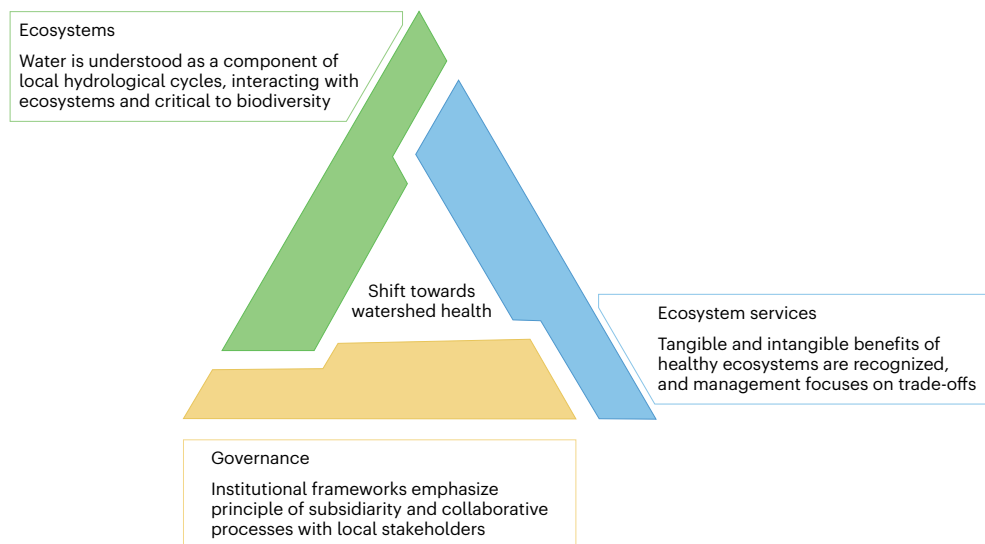 Ecosystems
Water is understood as a component of
local hydrological cycles, interacting with
ecosystems and critical to biodiversity
Shift towards
watershed health
Ecosystem services
Tangible and intangible benefits of
healthy ecosystems are recognized,
and management focuses on trade-offs
Governance
Institutional frameworks emphasize
principle of subsidiarity and collaborative
processes with local stakeholders